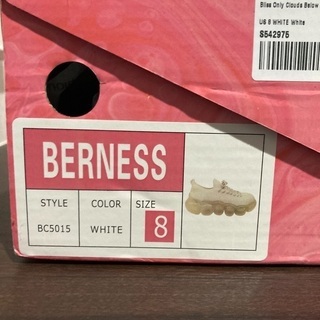 Bliss Only Clouds Below
US 8 WHITE White
S542975
BERNESS
STYLE COLOR SIZE
BC5015 WHITE 8